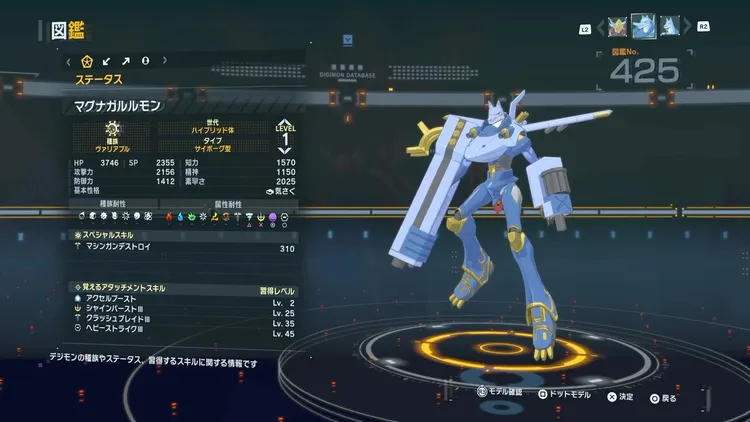 図鑑
L2
R2
図鑑No.
425
DIGIMON DATABASE
ステータス
マグナガルルモン
種族
ヴァリアブル
世代
ハイブリッド体
タイプ
サイボーグ型
LEVEL
1
HP 3746 SP 2355 知力 1570
攻撃力 2156 精神 1150
防御力 1412 素早さ 2025
基本性格 気さく
種族耐性 属性耐性
スペシャルスキル
マシンガンデストロイ 310
覚えるアタッチメントスキル 習得レベル
アクセルブースト Lv. 2
シャインバーストIII Lv. 25
クラッシュブレイドIII Lv. 35
ヘビーストライクIII Lv. 45
デジモンの種族やステータス、習得するスキルに関する情報です
R3 モデル確認 ドットモデル 決定 戻る